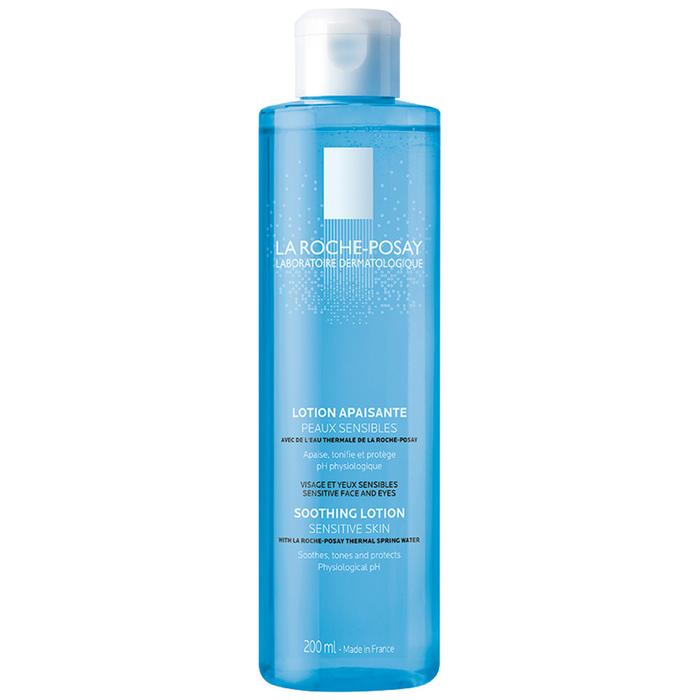 LA ROCHE-POSAY
LABORATOIRE DERMATOLOGIQUE
LOTION APAISANTE
PEAUX SENSIBLES
AVEC DE L'EAU THERMALE DE LA ROCHE-POSAY
Apaise, tonifie et protège
pH physiologique
VISAGE ET YEUX SENSIBLES
SENSITIVE FACE AND EYES
SOOTHING LOTION
SENSITIVE SKIN
WITH LA ROCHE-POSAY THERMAL SPRING WATER
Soothes, tones and protects
Physiological pH
200 ml - Made in France